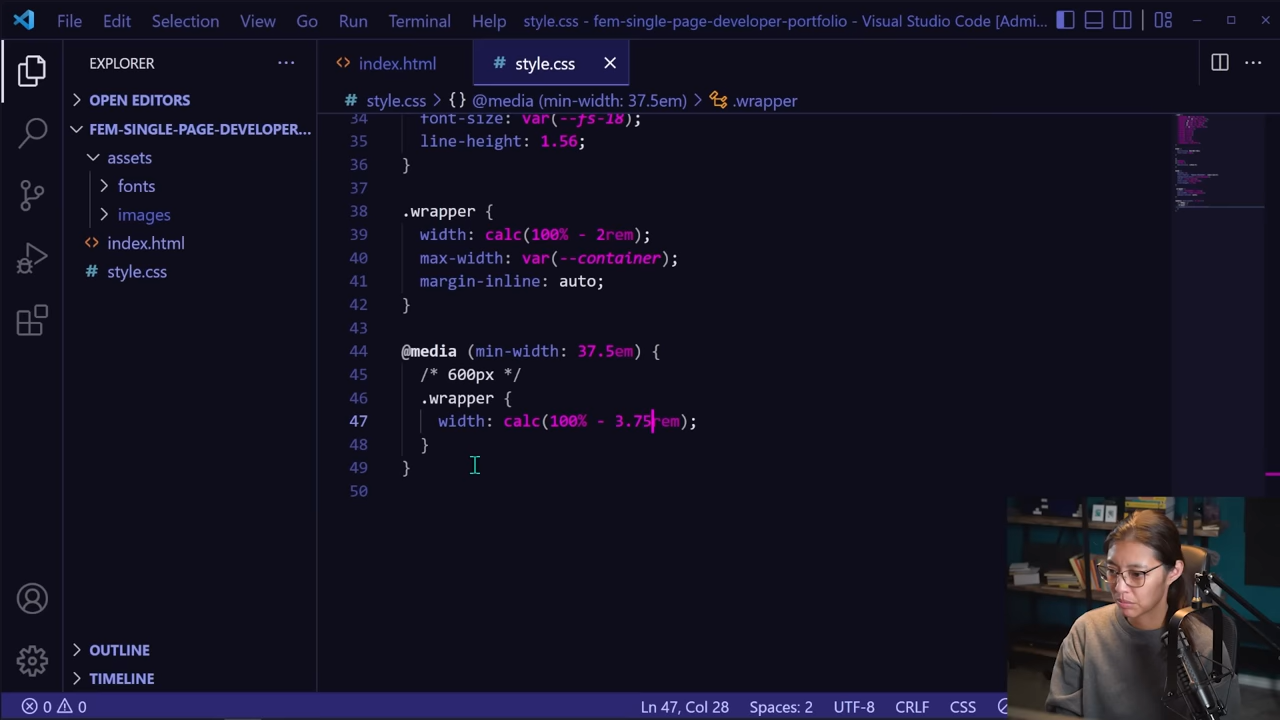 File Edit Selection View Go Run Terminal Help style.css - fem-single-page-developer-portfolio - Visual Studio Code [Admi...
EXPLORER
OPEN EDITORS
FEM-SINGLE-PAGE-DEVELOPER...
assets
fonts
images
index.html
style.css
OUTLINE
TIMELINE
index.html
style.css
style.css > {} @media (min-width: 37.5em) > .wrapper
34 font-size: var(--fs-18);
35 line-height: 1.56;
36 }
37
38 .wrapper {
39 width: calc(100% - 2rem);
40 max-width: var(--container);
41 margin-inline: auto;
42 }
43
44 @media (min-width: 37.5em) {
45 /* 600px */
46 .wrapper {
47 width: calc(100% - 3.75rem);
48 }
49 }
50
0 0 Ln 47, Col 28 Spaces: 2 UTF-8 CRLF CSS